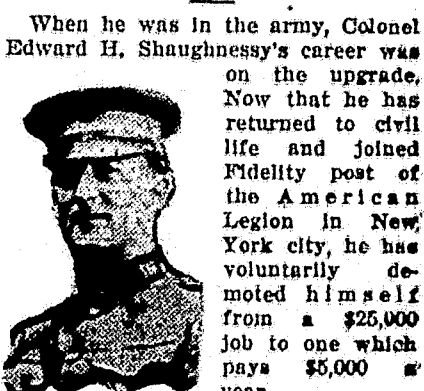 When he was in the army, Colonel
Edward H. Shaughnessy's career was
on the upgrade.
Now that he has
returned to civil
life and joined
Fidelity post of
the American
Legion in New
York city, he has
voluntarily de-
moted himself
from a $25,000
job to one which
pays $5,000 a
year.